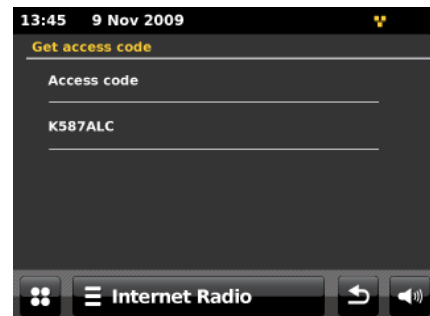 13:45 9 Nov 2009
Get access code
Access code
K587ALC
Internet Radio